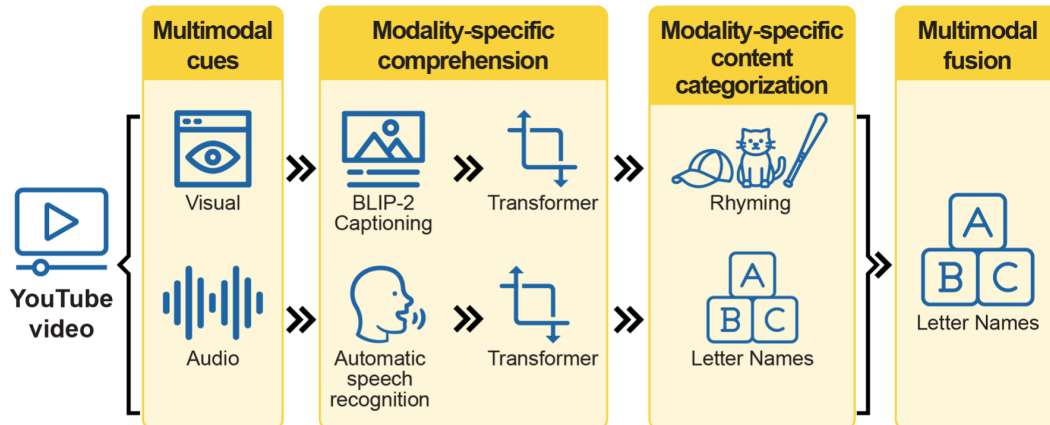 Multimodal
cues
Modality-specific
comprehension
Modality-specific
content
categorization
Multimodal
fusion
YouTube
video
Visual
BLIP-2
Captioning
Transformer
Rhyming
Audio
Automatic
speech
recognition
Transformer
A
B C
Letter Names
A
B C
Letter Names